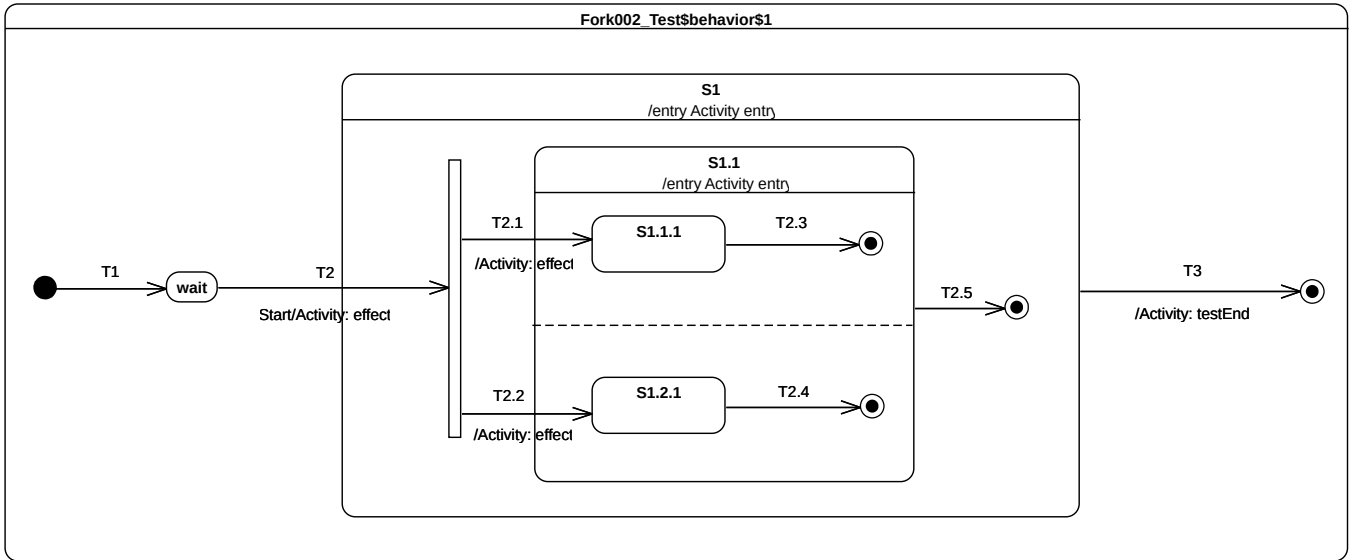 Fork002_Test$behavior$1
S1
/entry Activity entry
S1.1
/entry Activity entry
T2.1
S1.1.1
T2.3
/Activity: effect
T1
wait
T2
Start/Activity: effect
T2.5
T3
/Activity: testEnd
T2.2
S1.2.1
T2.4
/Activity: effect